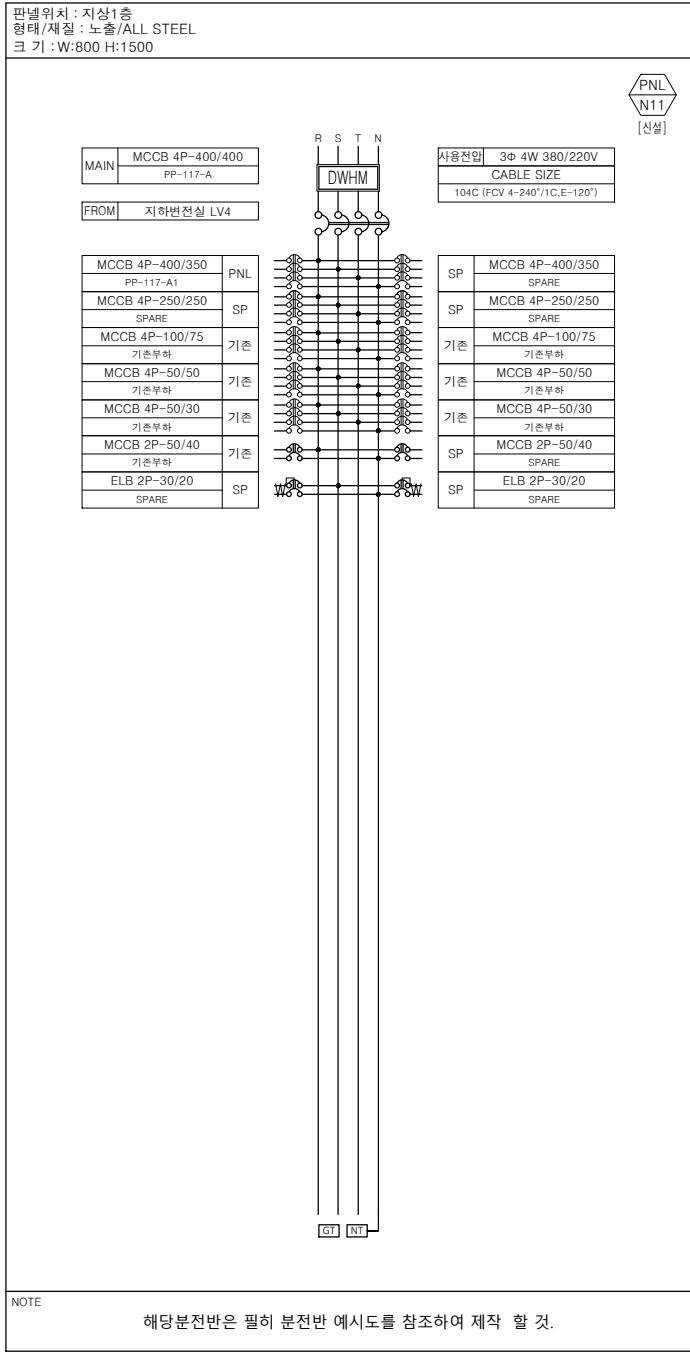 판넬위치 : 지상1층
형태/재질 : 노출/ALL STEEL
크 기 : W:800 H:1500
PNL
N11
[신설]
R S T N
MAIN
MCCB 4P-400/400
PP-117-A
DWHM
사용전압 3Φ 4W 380/220V
CABLE SIZE
104C (FCV 4-240°/1C,E-120°)
FROM 지하변전실 LV4
MCCB 4P-400/350
PP-117-A1
PNL
SP
MCCB 4P-400/350
SPARE
MCCB 4P-250/250
SPARE
SP
SP
MCCB 4P-250/250
SPARE
MCCB 4P-100/75
기존부하
기존
기존
MCCB 4P-100/75
기존부하
MCCB 4P-50/50
기존부하
기존
기존
MCCB 4P-50/50
기존부하
MCCB 4P-50/30
기존부하
기존
기존
MCCB 4P-50/30
기존부하
MCCB 2P-50/40
기존부하
기존
SP
MCCB 2P-50/40
SPARE
ELB 2P-30/20
SPARE
SP
SP
ELB 2P-30/20
SPARE
GT NT
NOTE
해당분전반은 필히 분전반 예시도를 참조하여 제작 할 것.